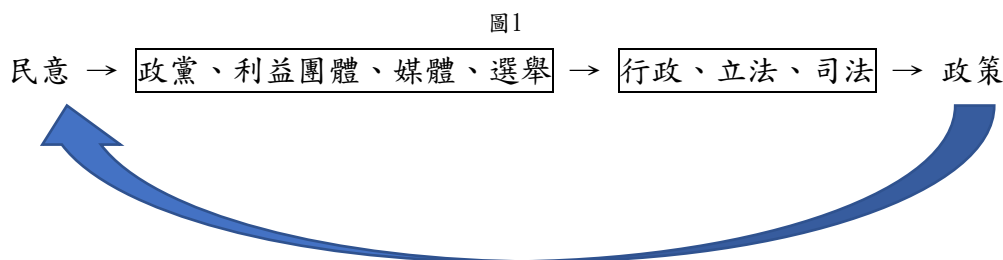 圖1
民意 → 政黨、利益團體、媒體、選舉 → 行政、立法、司法 → 政策